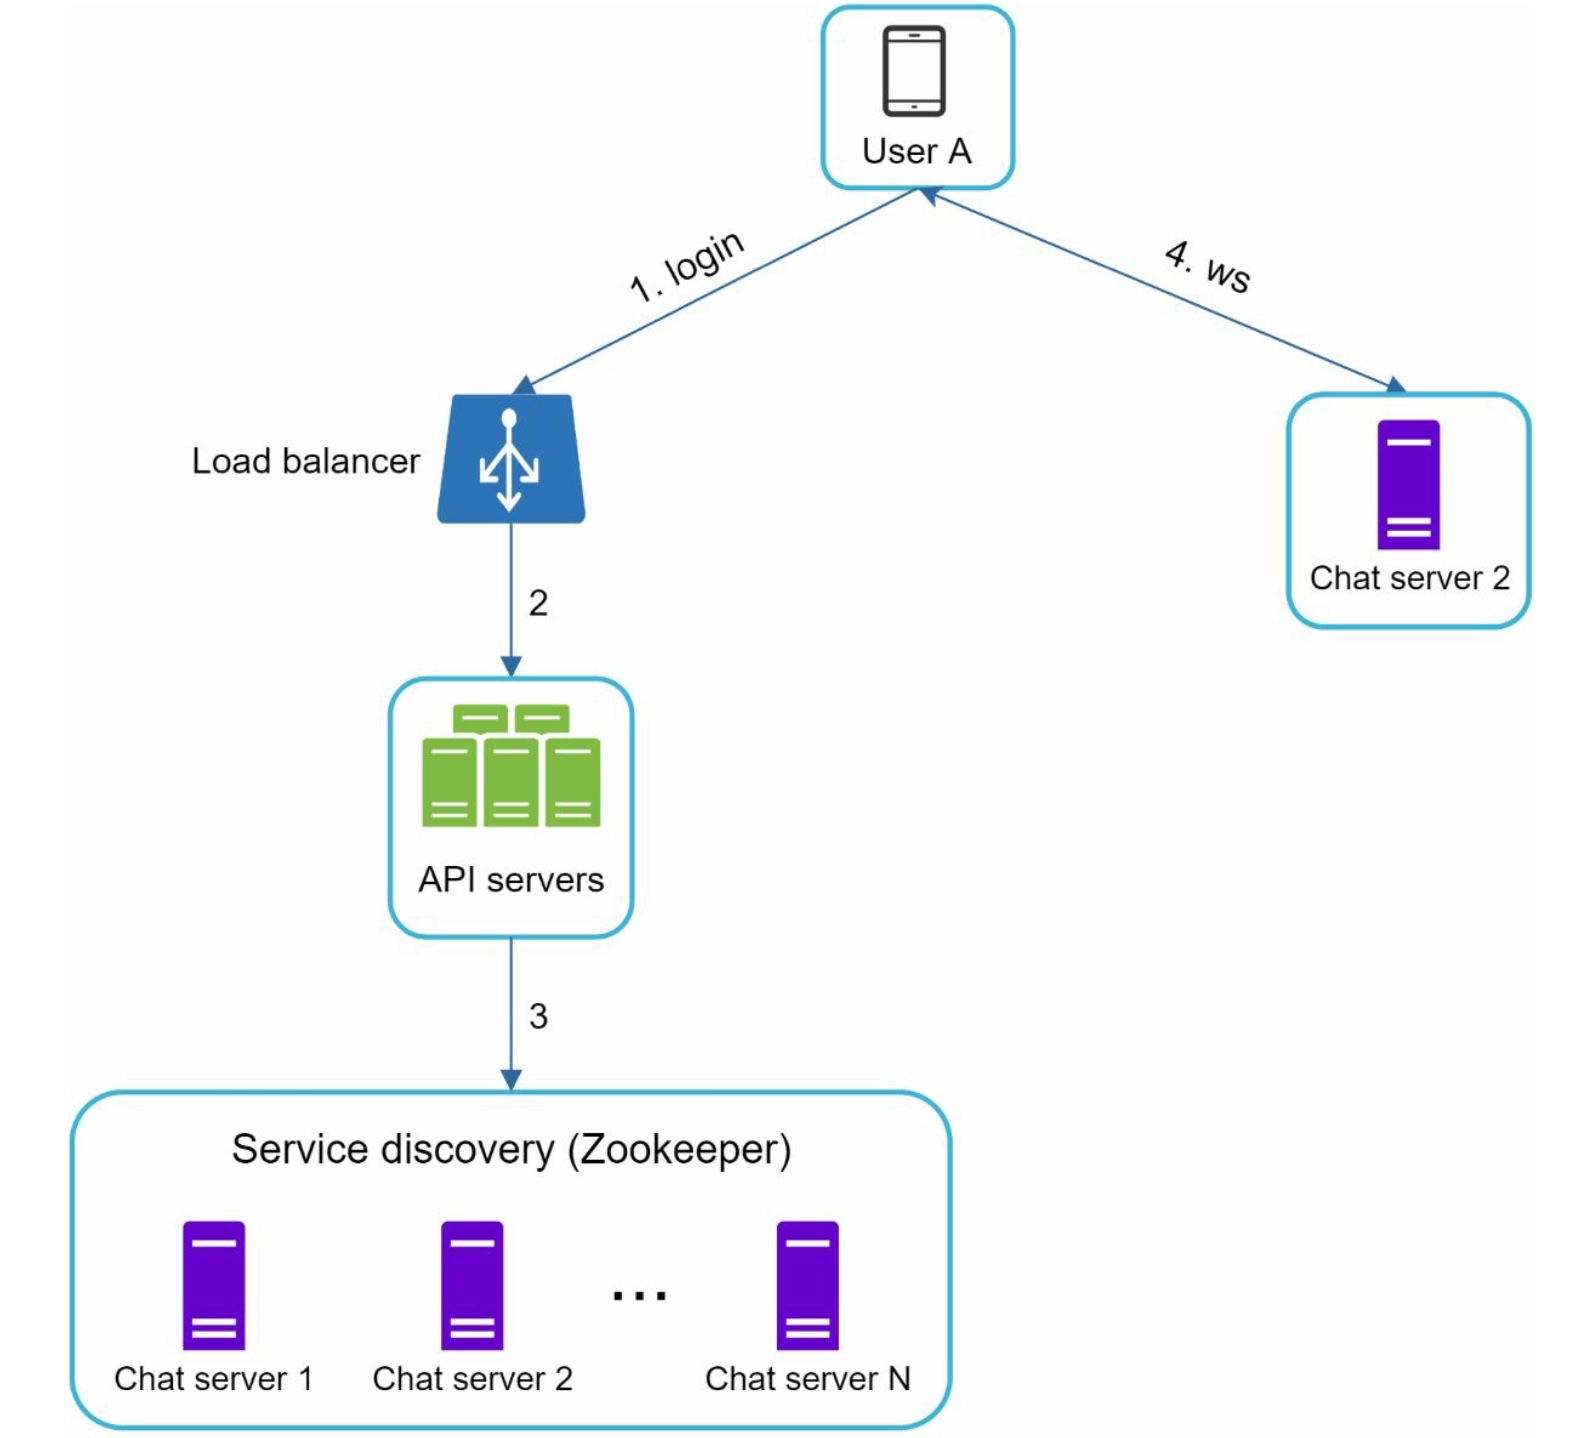 User A
1. login
4. ws
Load balancer
Chat server 2
2
API servers
3
Service discovery (Zookeeper)
...
Chat server 1
Chat server 2
Chat server N